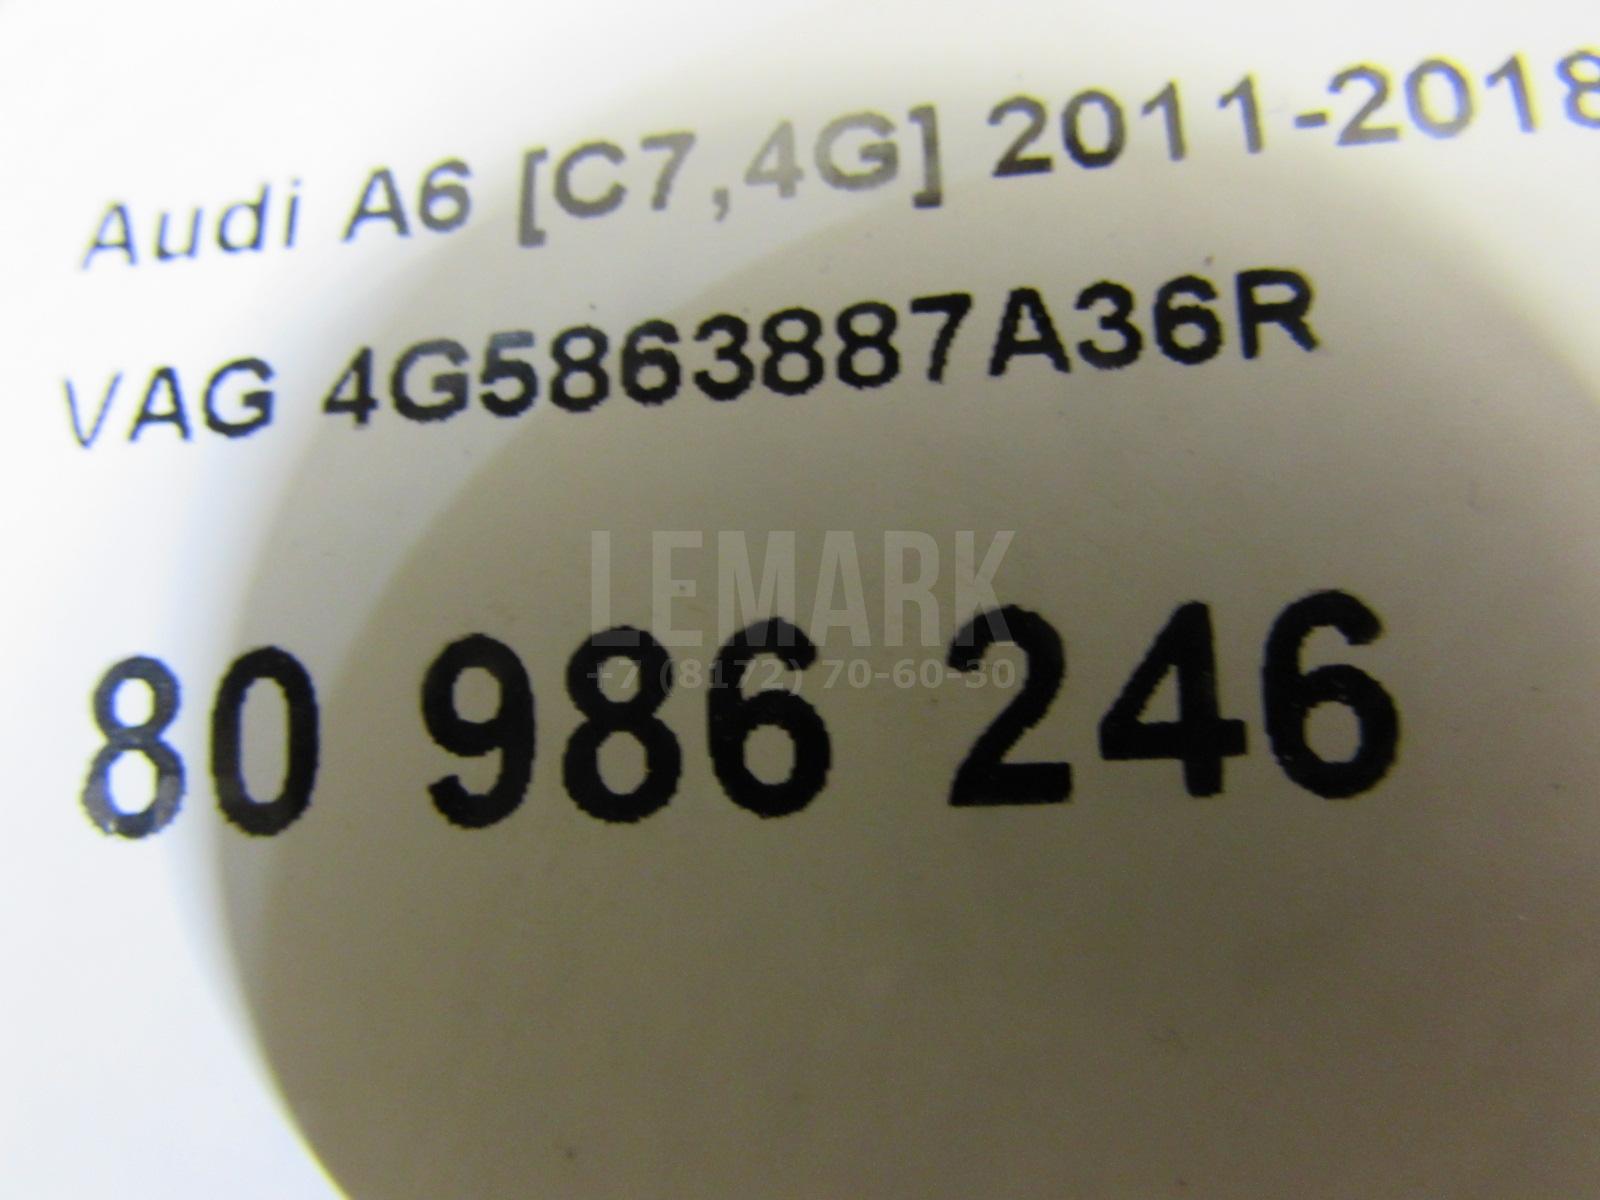 Audi A6 [C7,4G] 2011-2018
VAG 4G5863887A36R
LEMARK
+7 (8172) 70-60-30
80 986 246